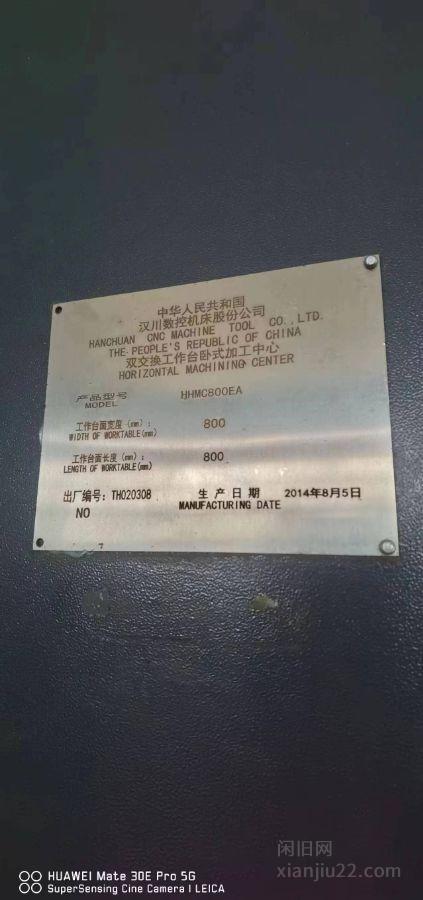 中华人民共和国
汉川数控机床股份公司
HANCHUAN CNC MACHINE TOOL CO.,LTD.
THE PEOPLE'S REPUBLIC OF CHINA
双交换工作台卧式加工中心
HORIZONTAL MACHINING CENTER
产品型号 HHMC800EA
MODEL
工作台面宽度(mm): 800
WIDTH OF WORKTABLE(mm)
工作台面长度(mm): 800
LENGTH OF WORKTABLE(mm)
出厂编号: TH020308 生产日期 2014年8月5日
NO MANUFACTURING DATE
闲旧网
xianjiu22.com
HUAWEI Mate 30E Pro 5G
SuperSensing Cine Camera | LEICA